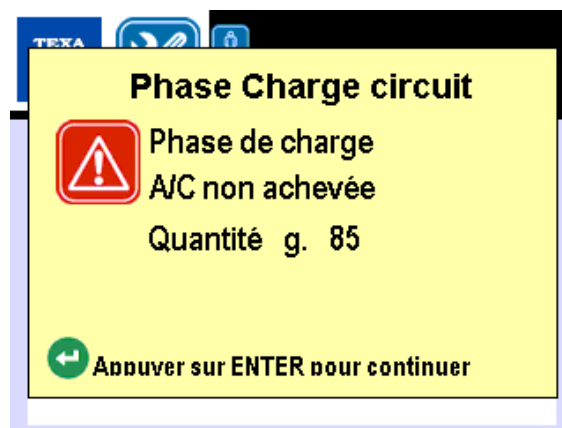 TEXA
Phase Charge circuit
Phase de charge
A/C non achevée
Quantité g. 85
Appuyer sur ENTER pour continuer